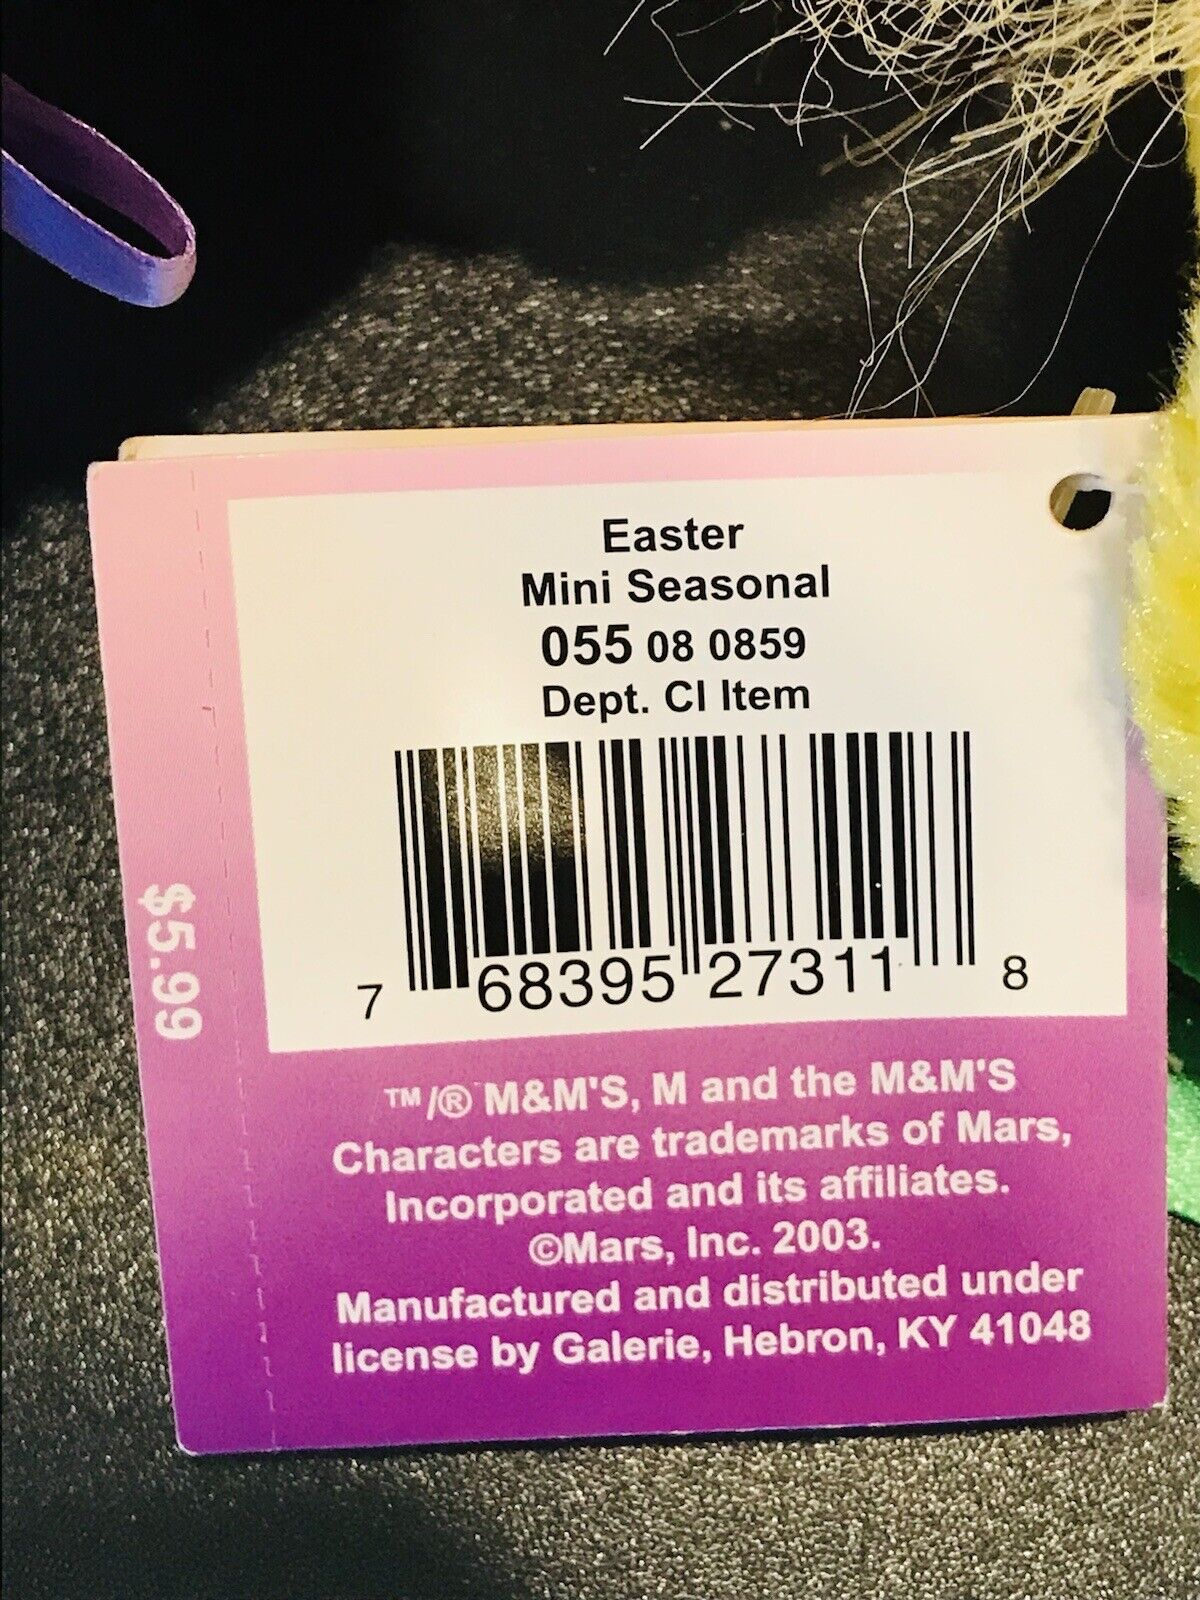 Easter
Mini Seasonal
055 08 0859
Dept. Cl Item
7 68395 27311 8
$5.99
™/® M&M'S, M and the M&M'S
Characters are trademarks of Mars,
Incorporated and its affiliates.
©Mars, Inc. 2003.
Manufactured and distributed under
license by Galerie, Hebron, KY 41048